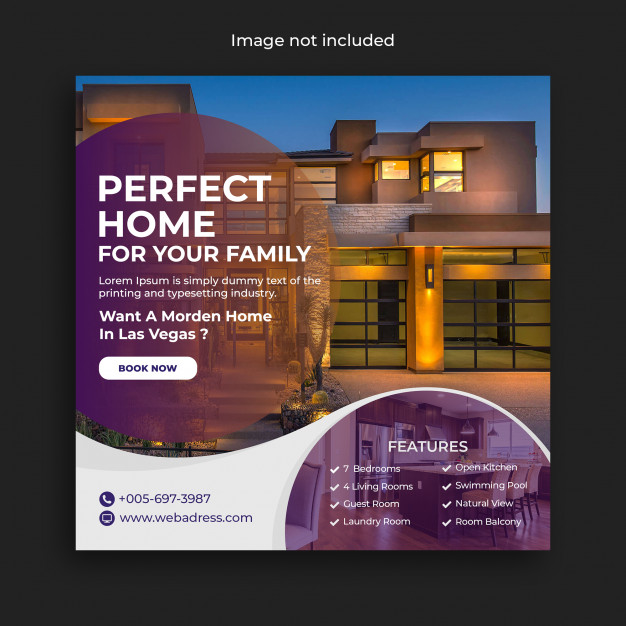 Image not included
PERFECT
HOME
FOR YOUR FAMILY
Lorem Ipsum is simply dummy text of the
printing and typesetting industry.
Want A Morden Home
In Las Vegas ?
BOOK NOW
+005-697-3987
www.webadress.com
FEATURES
7 Bedrooms
4 Living Rooms
Guest Room
Laundry Room
Open Kitchen
Swimming Pool
Natural View
Room Balcony